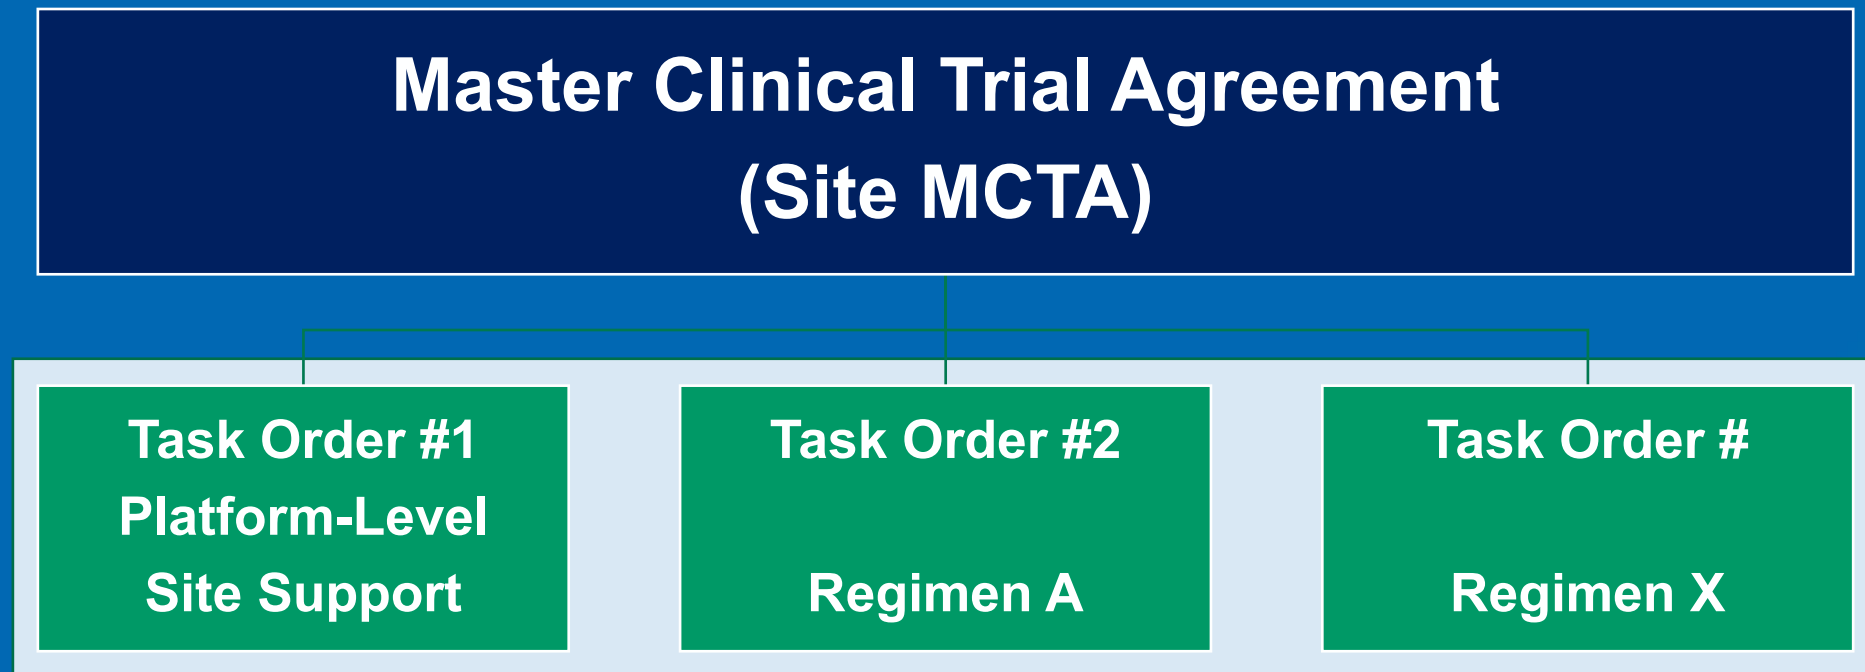 Master Clinical Trial Agreement
(Site MCTA)
Task Order #1
Platform-Level
Site Support
Task Order #2
Regimen A
Task Order #
Regimen X